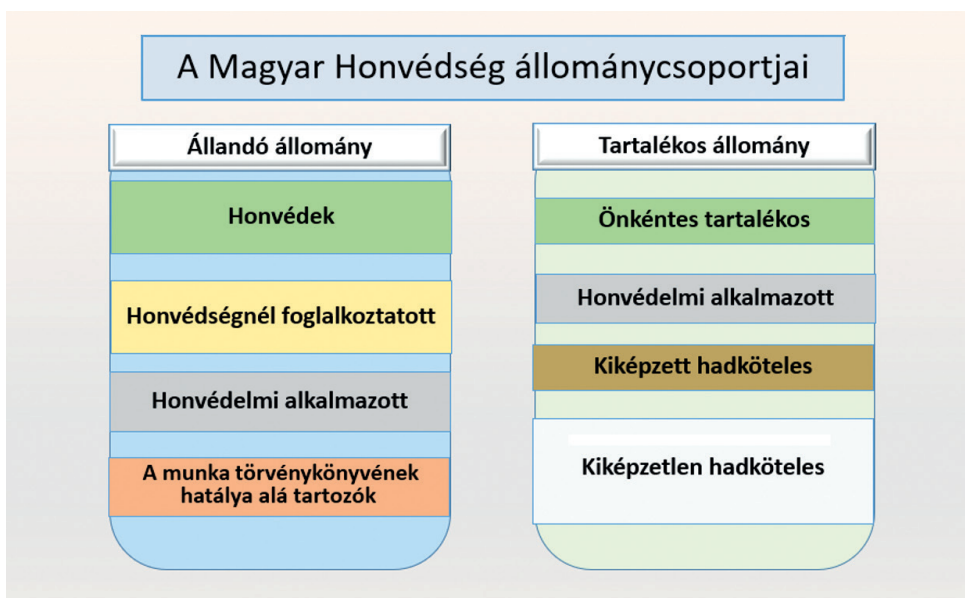 A Magyar Honvédség állománycsoportjai
Állandó állomány
Honvédek
Honvédségnél foglalkoztatott
Honvédelmi alkalmazott
A munka törvénykönyvének
hatálya alá tartozók
Tartalékos állomány
Önkéntes tartalékos
Honvédelmi alkalmazott
Kiképzett hadköteles
Kiképzetlen hadköteles